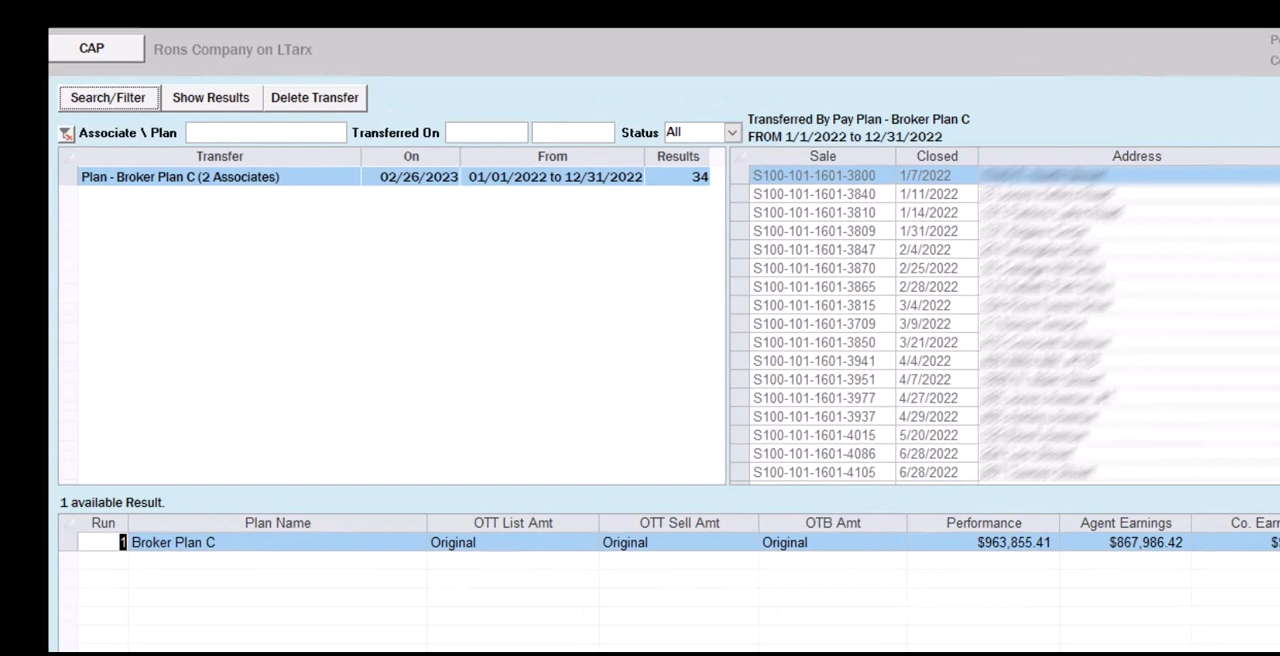 CAP Rons Company on LTarx
Search/Filter Show Results Delete Transfer
Associate \ Plan Transferred On Status All
Transferred By Pay Plan - Broker Plan C
FROM 1/1/2022 to 12/31/2022
Transfer On From Results
Plan - Broker Plan C (2 Associates) 02/26/2023 01/01/2022 to 12/31/2022 34
Sale Closed Address
S100-101-1601-3800 1/7/2022
S100-101-1601-3840 1/11/2022
S100-101-1601-3810 1/14/2022
S100-101-1601-3809 1/31/2022
S100-101-1601-3847 2/4/2022
S100-101-1601-3870 2/25/2022
S100-101-1601-3865 2/28/2022
S100-101-1601-3815 3/4/2022
S100-101-1601-3709 3/9/2022
S100-101-1601-3850 3/21/2022
S100-101-1601-3941 4/4/2022
S100-101-1601-3951 4/7/2022
S100-101-1601-3977 4/27/2022
S100-101-1601-3937 4/29/2022
S100-101-1601-4015 5/20/2022
S100-101-1601-4086 6/28/2022
S100-101-1601-4105 6/28/2022
1 available Result.
Run Plan Name OTT List Amt OTT Sell Amt OTB Amt Performance Agent Earnings Co. Earn
1 Broker Plan C Original Original Original $963,855.41 $867,986.42